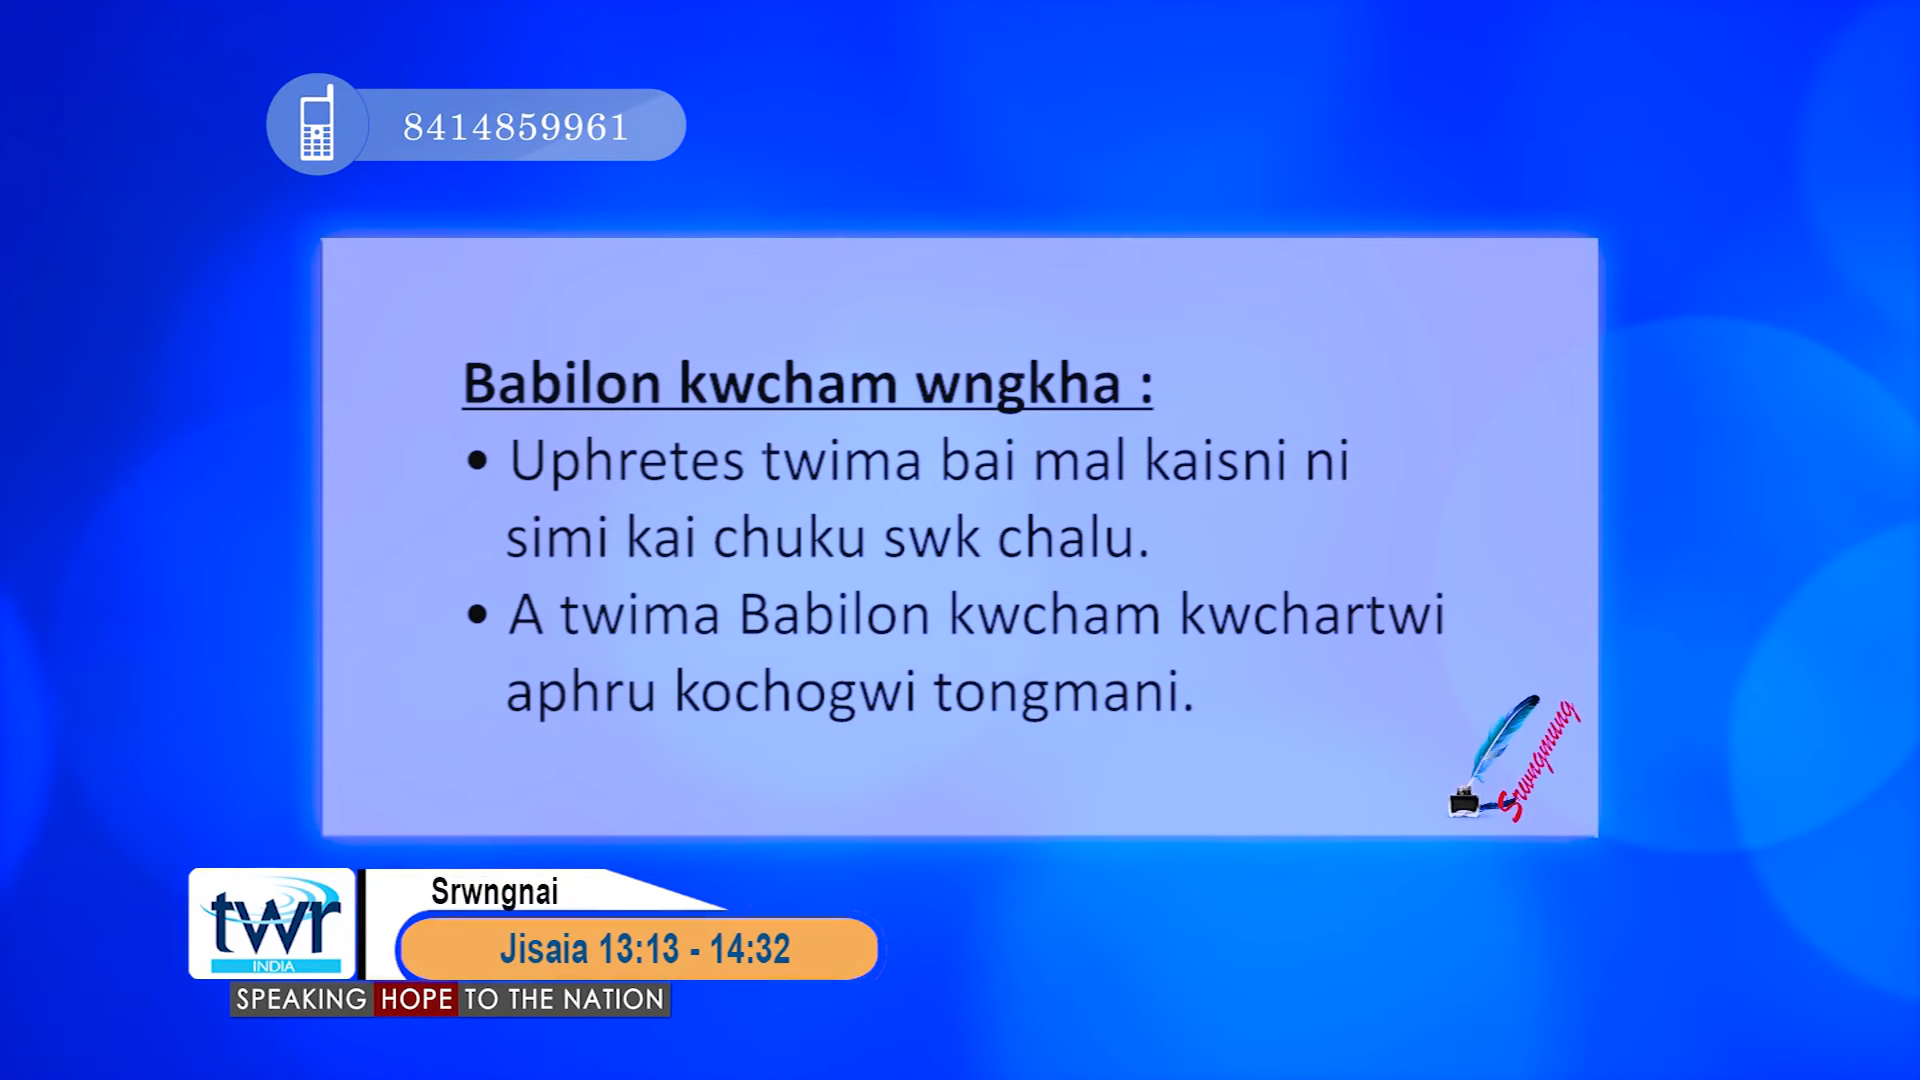 8414859961
Babilon kwcham wngkha :
• Uphretes twima bai mal kaisni ni
simi kai chuku swk chalu.
• A twima Babilon kwcham kwchartwi
aphru kochogwi tongmani.
Srwngmung
twr
INDIA
Srwngnai
Jisaia 13:13 - 14:32
SPEAKING HOPE TO THE NATION